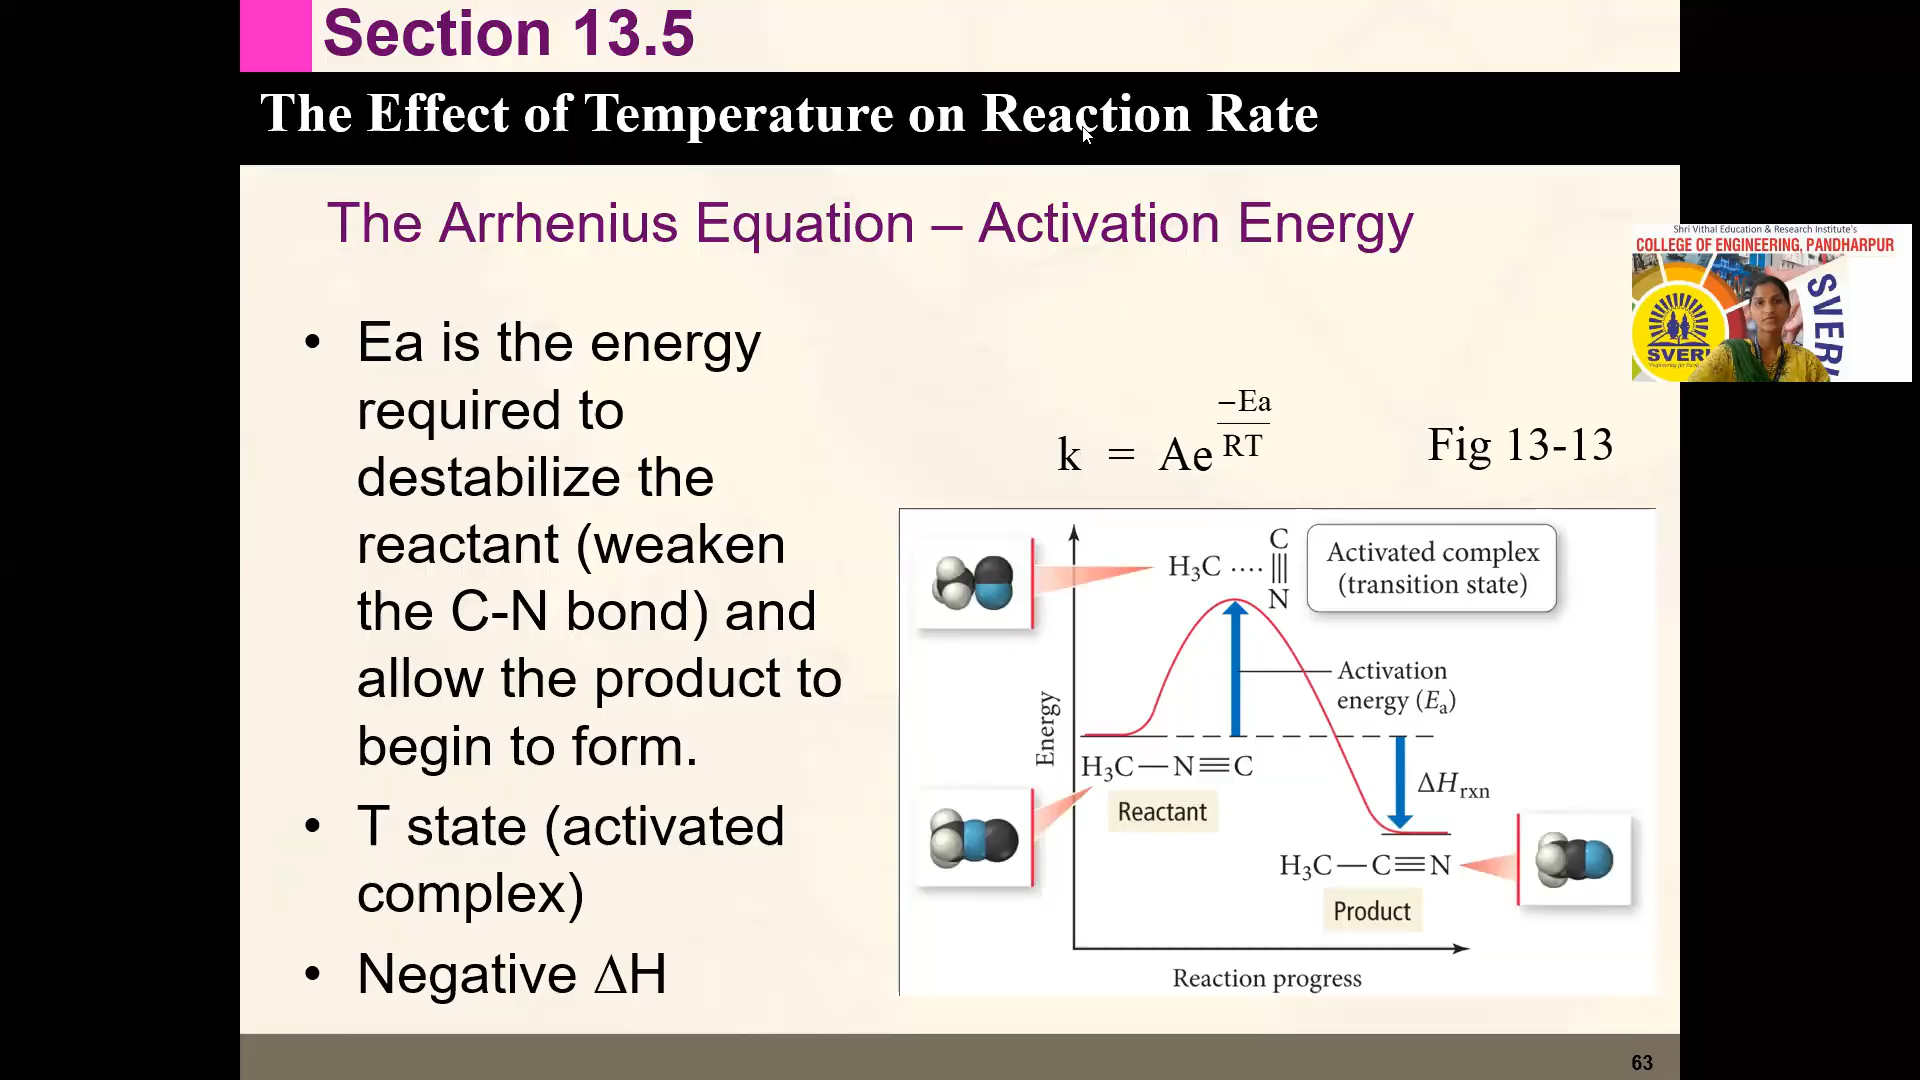 Section 13.5
The Effect of Temperature on Reaction Rate
The Arrhenius Equation – Activation Energy
Shri Vithal Education & Research Institute's
COLLEGE OF ENGINEERING, PANDHARPUR
SVERI
SVERI
• Ea is the energy
required to
destabilize the
reactant (weaken
the C-N bond) and
allow the product to
begin to form.
• T state (activated
complex)
• Negative ΔH
k = Ae^(–Ea/RT)
Fig 13-13
C
H₃C ····
N
Activated complex
(transition state)
Activation
energy (Eₐ)
Energy
H₃C—N≡C
Reactant
ΔHrxn
H₃C—C≡N
Product
Reaction progress
63